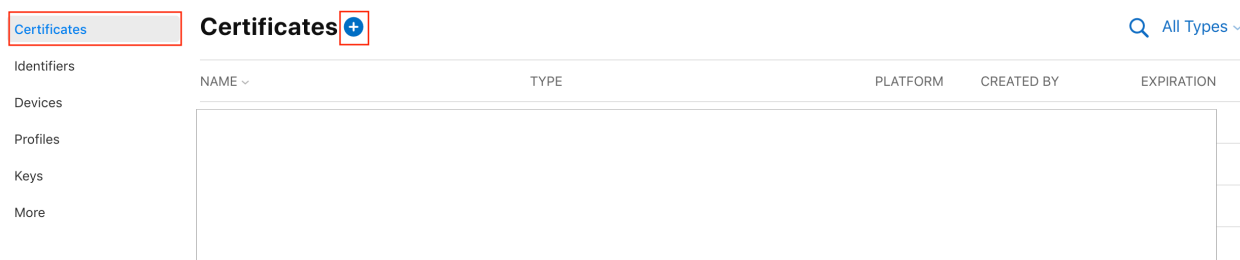 Certificates
Identifiers
Devices
Profiles
Keys
More
Certificates
All Types
NAME TYPE PLATFORM CREATED BY EXPIRATION